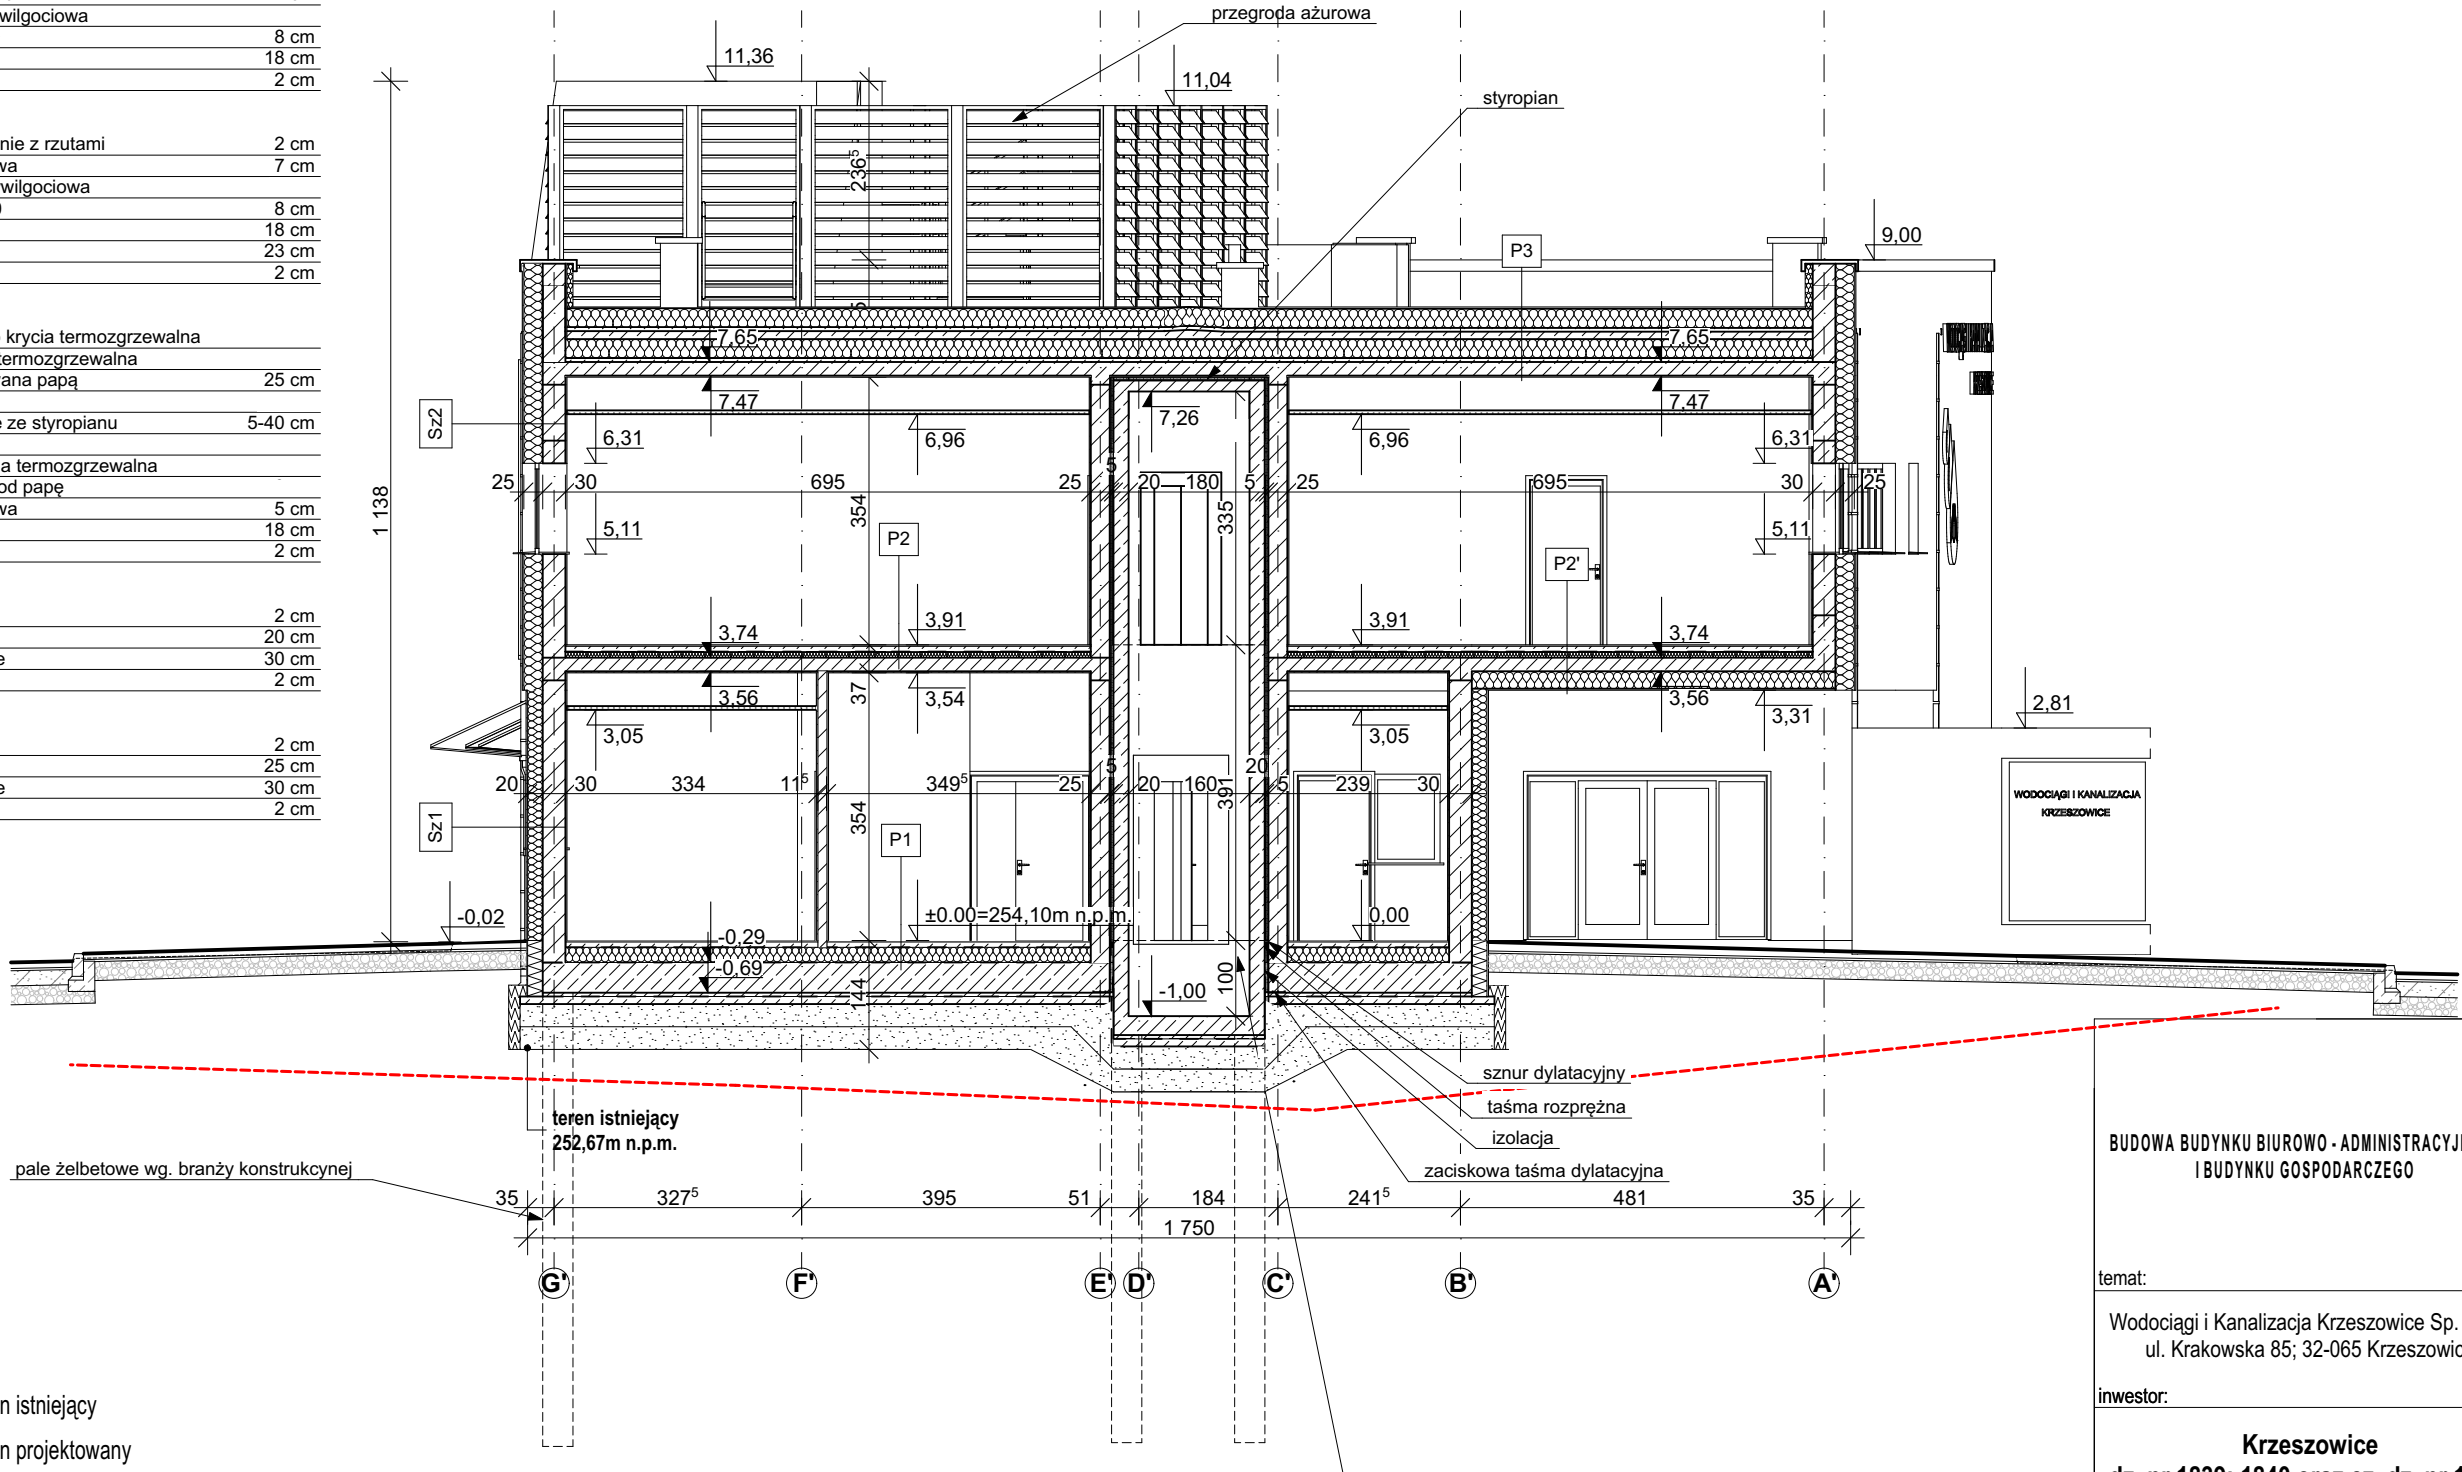 wilgociowa
8 cm
18 cm
2 cm
nie z rzutami 2 cm
wa 7 cm
wilgociowa
8 cm
18 cm
23 cm
2 cm
krycia termozgrzewalna
termozgrzewalna
ana papą 25 cm
ze styropianu 5-40 cm
a termozgrzewalna
od papę
wa 5 cm
18 cm
2 cm
2 cm
20 cm
e 30 cm
2 cm
2 cm
25 cm
e 30 cm
2 cm
przegroda ażurowa
11,36
11,04
styropian
236⁵
P3
9,00
7,65
7,65
7,47
7,26
7,47
Sz2
6,31
6,96
6,96
6,31
1 138
25 30 695 25 5 20 180 5 25 695 30 25
354
335
5,11
P2
5,11
P2'
3,74
3,91
3,91
3,74
3,56
37
3,54
3,56
3,31
2,81
3,05
3,05
20 30 334 11⁵ 349⁵ 25 5 20 160 20 5 239 30
391
354
WODOCIĄGI I KANALIZACJA
KRZESZOWICE
Sz1
P1
-0,02
±0.00=254,10m n.p.m.
0,00
-0,29
-0,69
144
-1,00
100
sznur dylatacyjny
taśma rozprężna
izolacja
zaciskowa taśma dylatacyjna
teren istniejący
252,67m n.p.m.
pale żelbetowe wg. branży konstrukcynej
35 327⁵ 395 51 184 241⁵ 481 35
1 750
G' F' E' D' C' B' A'
BUDOWA BUDYNKU BIUROWO - ADMINISTRACYJ
I BUDYNKU GOSPODARCZEGO
temat:
Wodociągi i Kanalizacja Krzeszowice Sp.
ul. Krakowska 85; 32-065 Krzeszowic
inwestor:
Krzeszowice
n istniejący
n projektowany